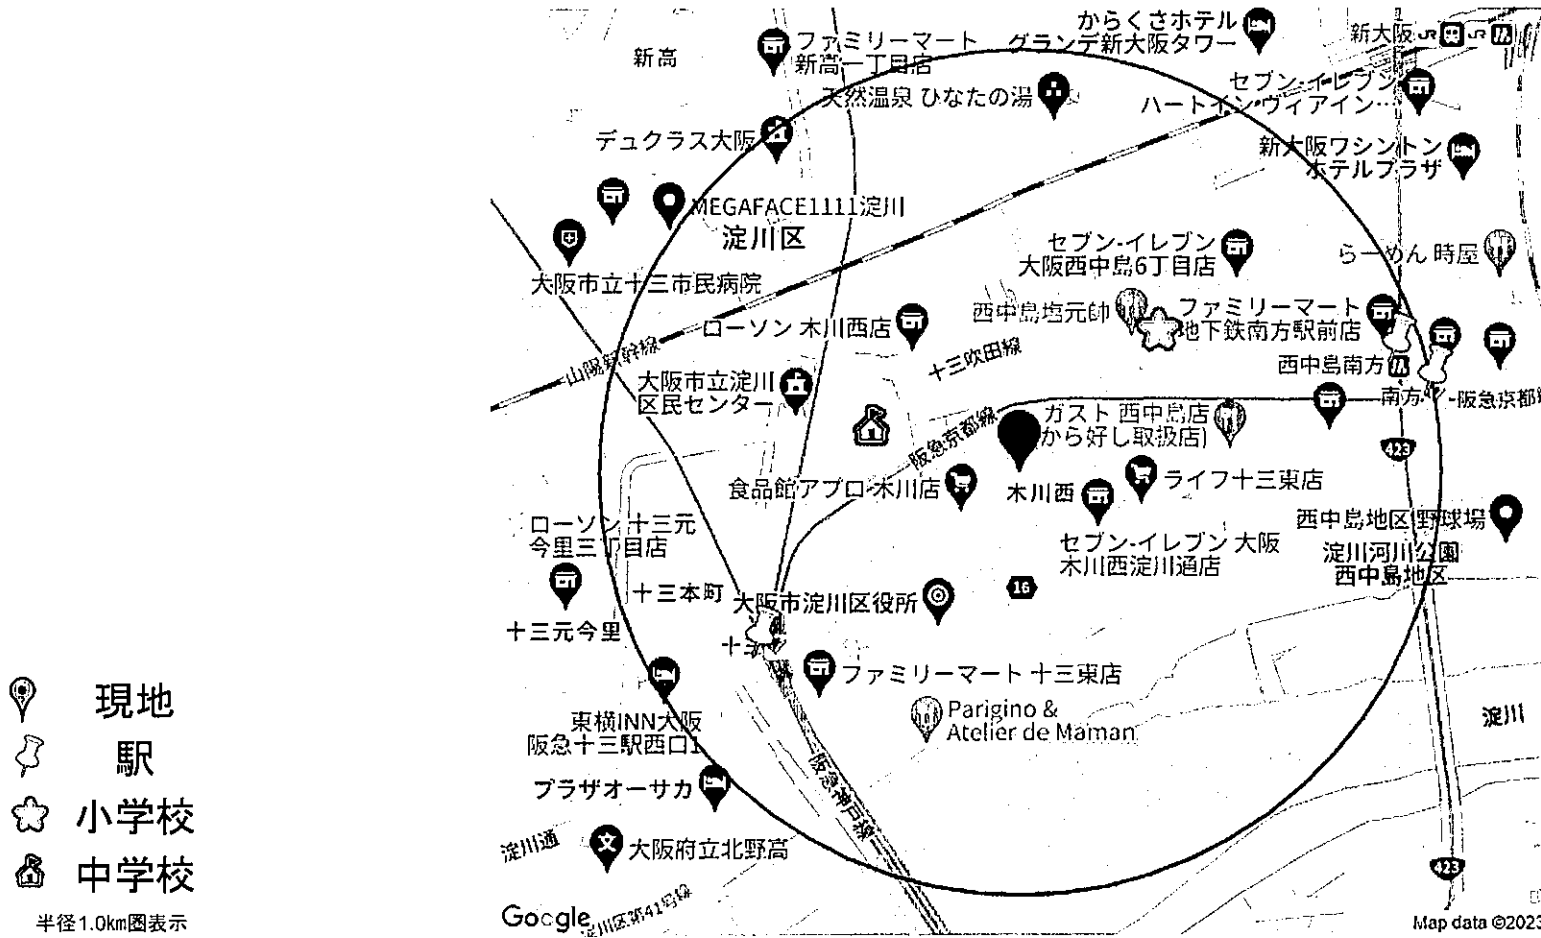 からくさホテル
グランデ新大阪タワー
新大阪
新高
ファミリーマート
新高一丁目店
天然温泉 ひなたの湯
セブン-イレブン
ハートインヴィアイン…
デュクラス大阪
新大阪ワシントン
ホテルプラザ
MEGAFACE1111淀川
淀川区
セブン-イレブン
大阪西中島6丁目店
らーめん 時屋
大阪市立十三市民病院
西中島塩元帥
ファミリーマート
地下鉄南方駅前店
ローソン 木川西店
山陽新幹線
十三吹田線
西中島南方
大阪市立淀川
区民センター
南方
阪急京都
ガスト 西中島店
から好し取扱店)
阪急京都線
423
食品館アプロ 木川店
木川西
ライフ十三東店
ローソン 十三元
今里三丁目店
セブン-イレブン 大阪
木川西淀川通店
西中島地区 野球場
淀川河川公園
西中島地区
十三本町
大阪市淀川区役所
16
十三元今里
十三
ファミリーマート 十三東店
現地
東横INN大阪
阪急十三駅西口1
Parigino &
Atelier de Maman
淀川
駅
プラザオーサカ
阪急神戸線
小学校
淀川通
大阪府立北野高
423
中学校
半径1.0km圏表示
Google
淀川区第41号線
Map data ©2023